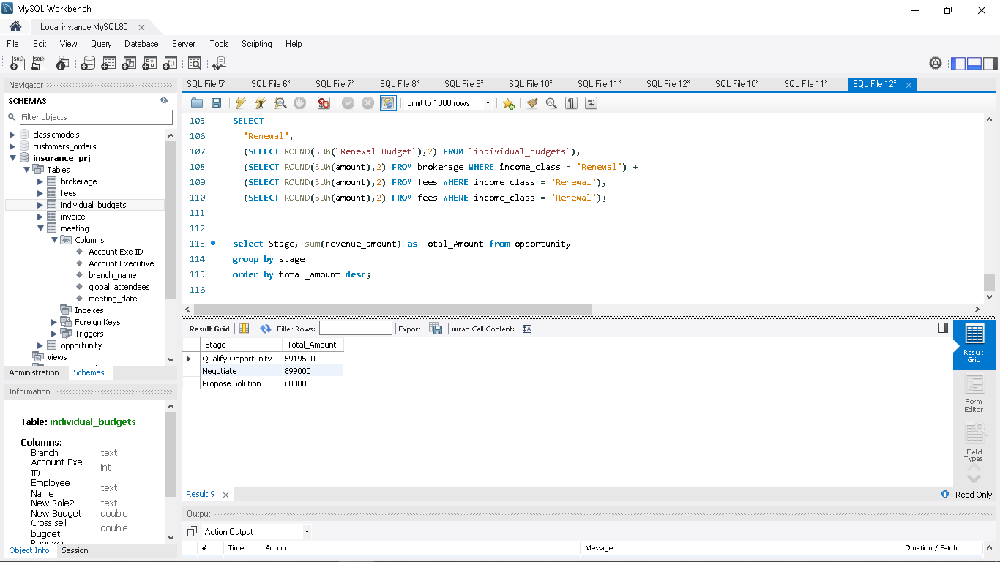 MySQL Workbench
Local instance MySQL80
File Edit View Query Database Server Tools Scripting Help
Navigator
SCHEMAS
Filter objects
classicmodels
customers_orders
insurance_prj
Tables
brokerage
fees
individual_budgets
invoice
meeting
Columns
Account Exe ID
Account Executive
branch_name
global_attendees
meeting_date
Indexes
Foreign Keys
Triggers
opportunity
Views
Administration Schemas
Information
Table: individual_budgets
Columns:
Branch text
Account Exe ID int
Employee Name text
New Role2 text
New Budget double
Cross sell bugdet double
Renewal
Object Info Session
SQL File 5* SQL File 6* SQL File 7* SQL File 8* SQL File 9* SQL File 10* SQL File 11* SQL File 12* SQL File 10* SQL File 11* SQL File 12*
Limit to 1000 rows
105 SELECT
106 'Renewal',
107 (SELECT ROUND(SUM(`Renewal Budget`),2) FROM `individual_budgets`),
108 (SELECT ROUND(SUM(amount),2) FROM brokerage WHERE income_class = 'Renewal') +
109 (SELECT ROUND(SUM(amount),2) FROM fees WHERE income_class = 'Renewal'),
110 (SELECT ROUND(SUM(amount),2) FROM fees WHERE income_class = 'Renewal');
111
112
113 select Stage, sum(revenue_amount) as Total_Amount from opportunity
114 group by stage
115 order by total_amount desc;
116
Result Grid Filter Rows: Export: Wrap Cell Content:
Stage Total_Amount
Qualify Opportunity 5919500
Negotiate 899000
Propose Solution 60000
Result Grid
Form Editor
Field Types
Result 9
Read Only
Output
Action Output
# Time Action Message Duration / Fetch